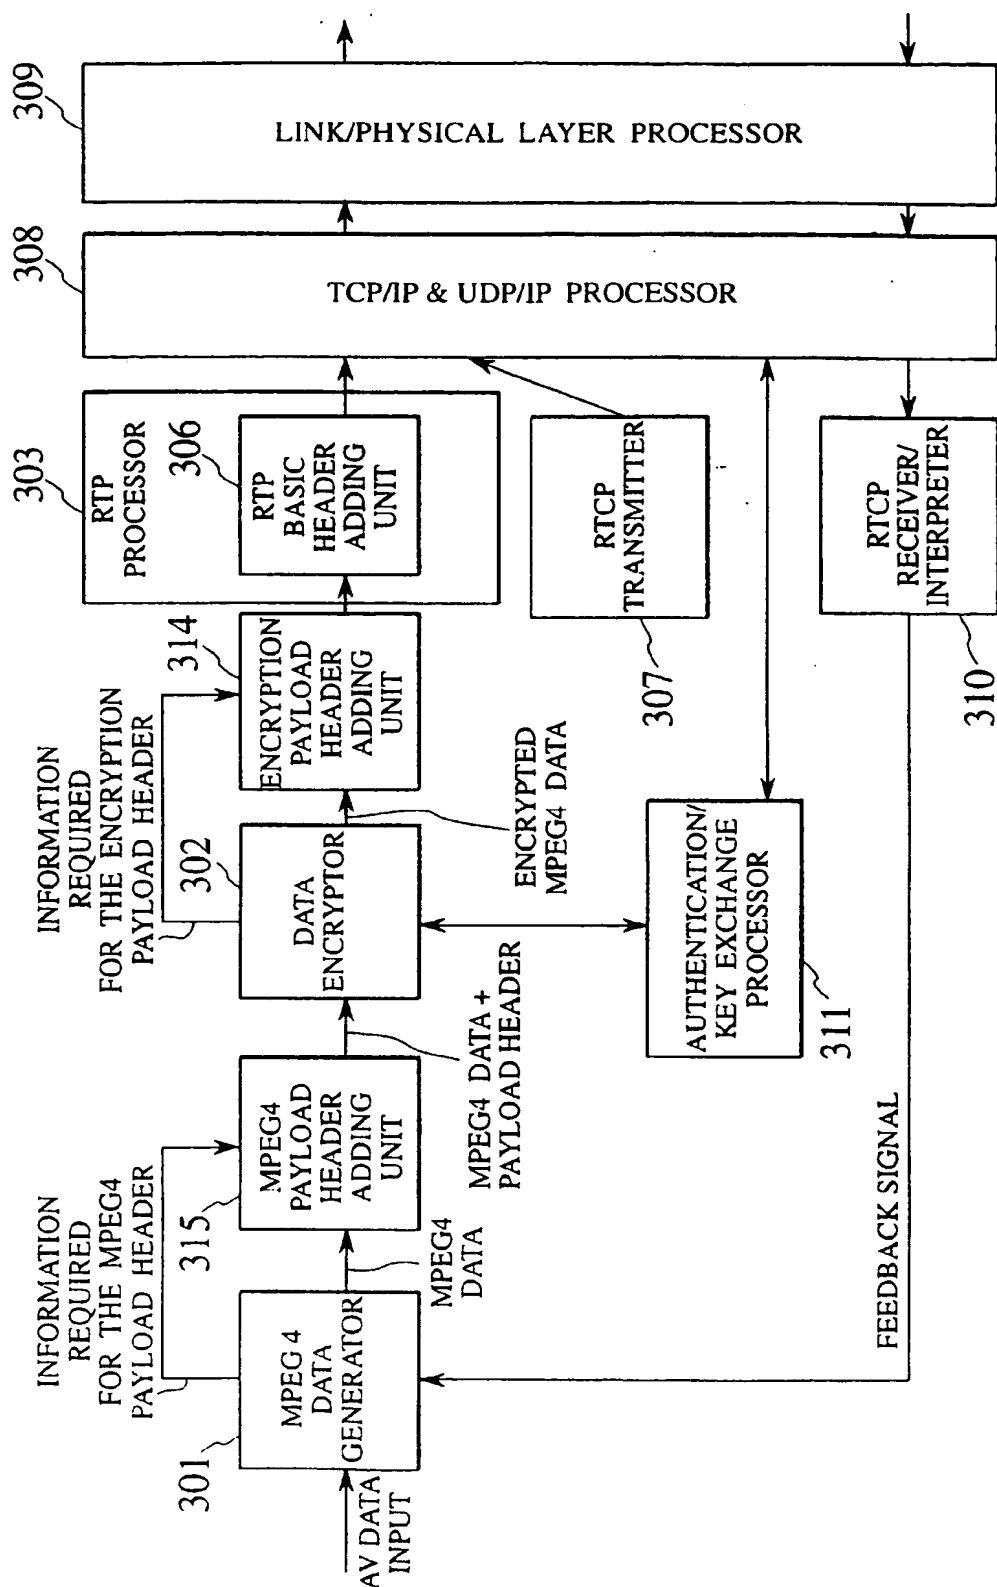 309
LINK/PHYSICAL LAYER PROCESSOR
308
TCP/IP & UDP/IP PROCESSOR
303
RTP
PROCESSOR
306
RTP
BASIC
HEADER
ADDING
UNIT
RTCP
TRANSMITTER
307
RTCP
RECEIVER/
INTERPRETER
310
314
ENCRYPTION
PAYLOAD
HEADER
ADDING
UNIT
INFORMATION
REQUIRED
FOR THE ENCRYPTION
PAYLOAD HEADER
302
DATA
ENCRYPTOR
ENCRYPTED
MPEG4 DATA
AUTHENTICATION/
KEY EXCHANGE
PROCESSOR
311
MPEG4 DATA+
PAYLOAD HEADER
315
MPEG4
PAYLOAD
HEADER
ADDING
UNIT
INFORMATION
REQUIRED
FOR THE MPEG4
PAYLOAD HEADER
MPEG4
DATA
301
MPEG 4
DATA
GENERATOR
AV DATA
INPUT
FEEDBACK SIGNAL